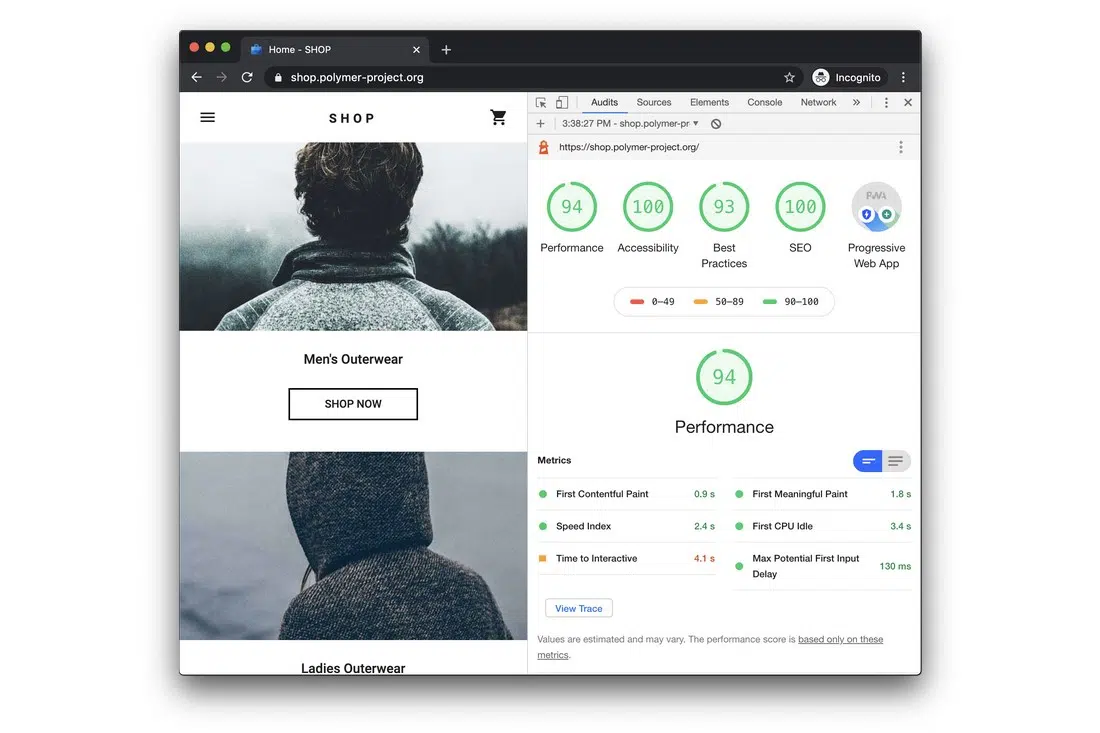 Home - SHOP
shop.polymer-project.org
Incognito
SHOP
Men's Outerwear
SHOP NOW
Ladies Outerwear
Audits Sources Elements Console Network »
3:38:27 PM - shop.polymer-pr
https://shop.polymer-project.org/
94 100 93 100 PWA
Performance Accessibility Best SEO Progressive
Practices Web App
0–49 50–89 90–100
94
Performance
Metrics
First Contentful Paint 0.9 s First Meaningful Paint 1.8 s
Speed Index 2.4 s First CPU Idle 3.4 s
Time to Interactive 4.1 s Max Potential First Input
Delay 130 ms
View Trace
Values are estimated and may vary. The performance score is based only on these
metrics.